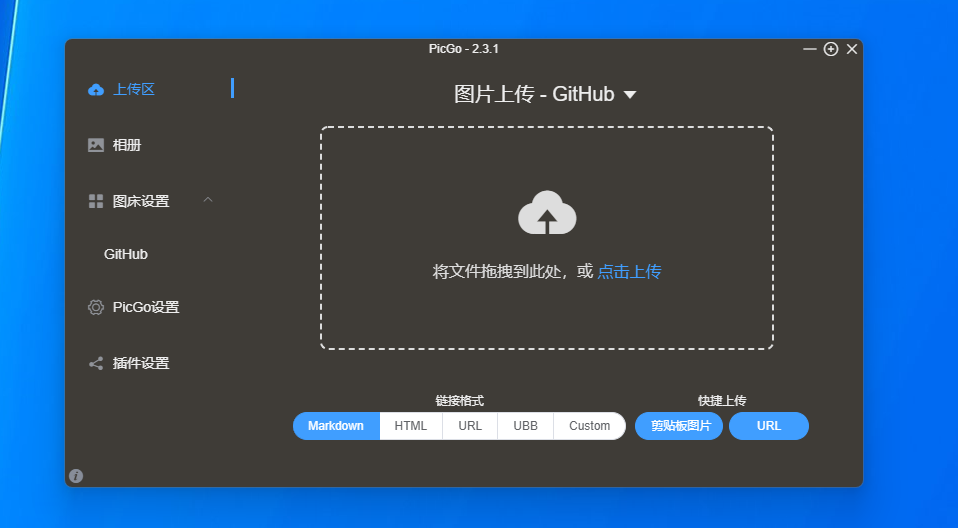 PicGo - 2.3.1
上传区
图片上传 - GitHub
相册
图床设置
GitHub
将文件拖拽到此处，或 点击上传
PicGo设置
插件设置
链接格式
快捷上传
Markdown HTML URL UBB Custom 剪贴板图片 URL